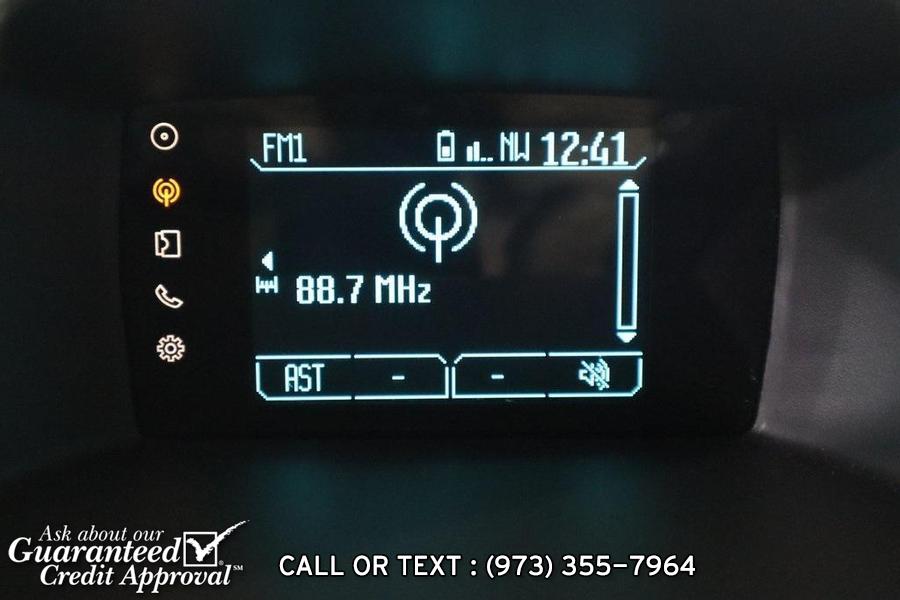 FM1 NW 12:41
88.7 MHz
AST - -
Ask about our
Guaranteed
Credit Approval℠
CALL OR TEXT : (973) 355-7964